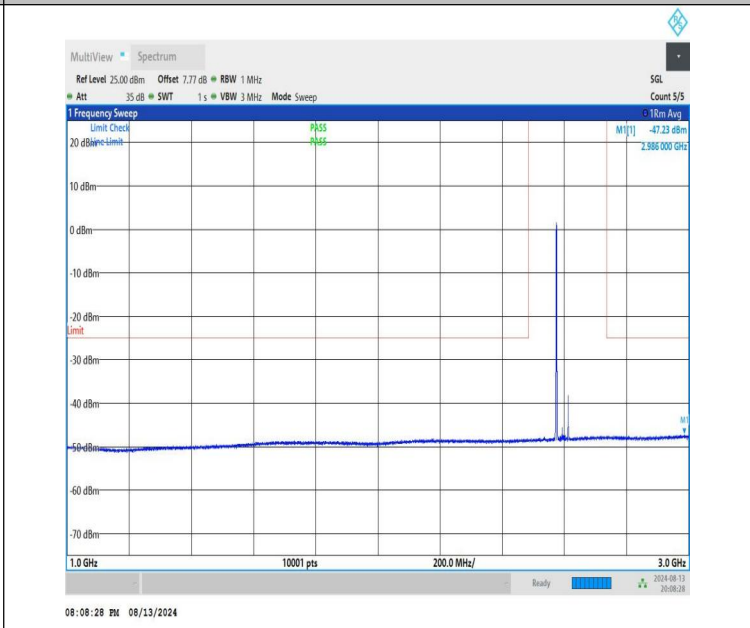 MultiView Spectrum
Ref Level 25.00 dBm Offset 7.77 dB RBW 1 MHz SGL
Att 35 dB SWT 1 s VBW 3 MHz Mode Sweep Count 5/5
1 Frequency Sweep 1Rm Avg
Limit Check PASS M1[1] -47.23 dBm
Line Limit PASS 2.986 000 GHz
20 dBm
10 dBm
0 dBm
-10 dBm
-20 dBm
Limit
-30 dBm
-40 dBm
M1
-50 dBm
-60 dBm
-70 dBm
1.0 GHz 10001 pts 200.0 MHz/ 3.0 GHz
Ready 2024-08-13
20:08:28
08:08:28 PM 08/13/2024